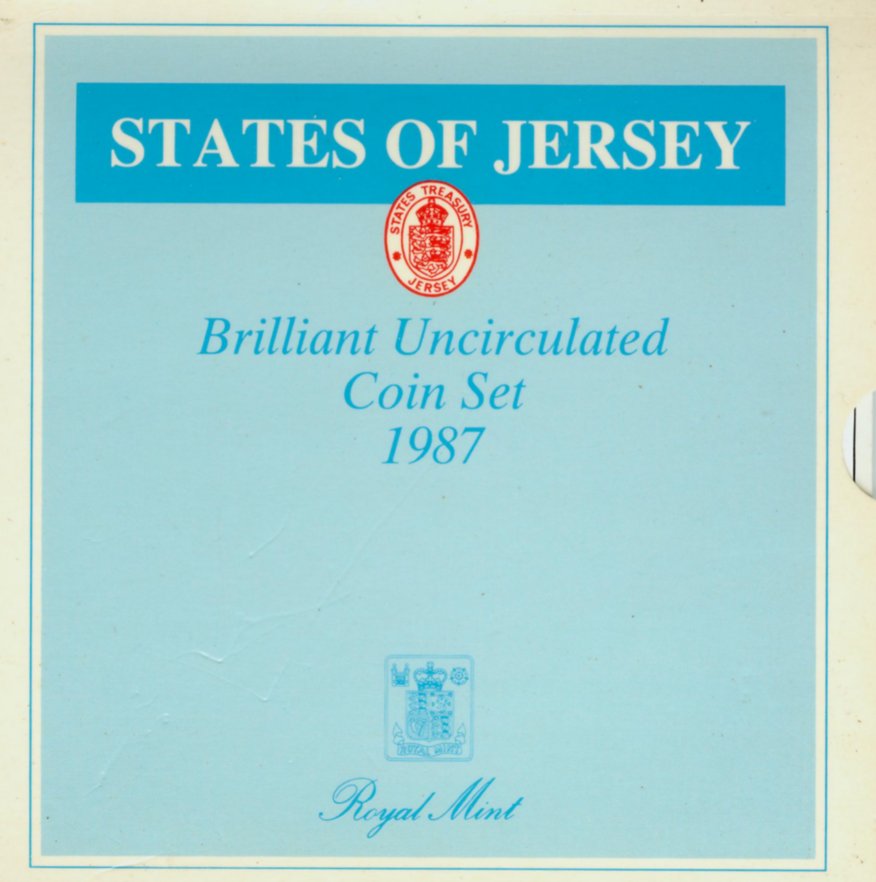 STATES OF JERSEY
STATES TREASURY
JERSEY
Brilliant Uncirculated
Coin Set
1987
ROYAL MINT
Royal Mint